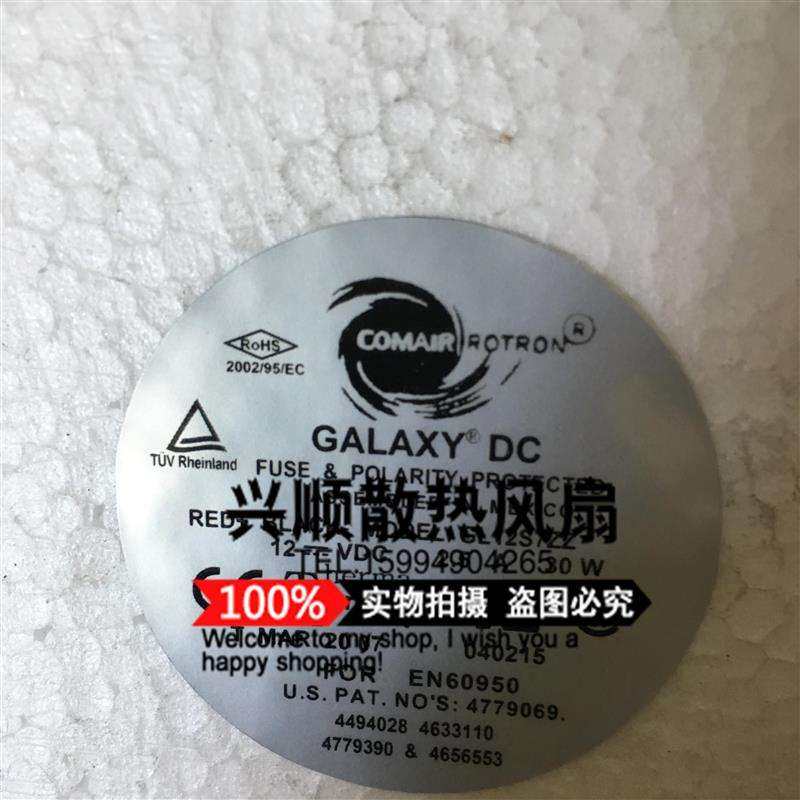 COMAIR ROTRON ®
RoHS
2002/95/EC
TÜV Rheinland
GALAXY® DC
FUSE & POLARITY PROTECTED
兴顺散热风扇
12 VDC 30 W
TEL:15994904265
100% 实物拍摄 盗图必究
MAR 2007
040215
Welcome to my shop, I wish you a
happy shopping!
FOR EN60950
U.S. PAT. NO'S: 4779069.
4494028 4633110
4779390 & 4656553